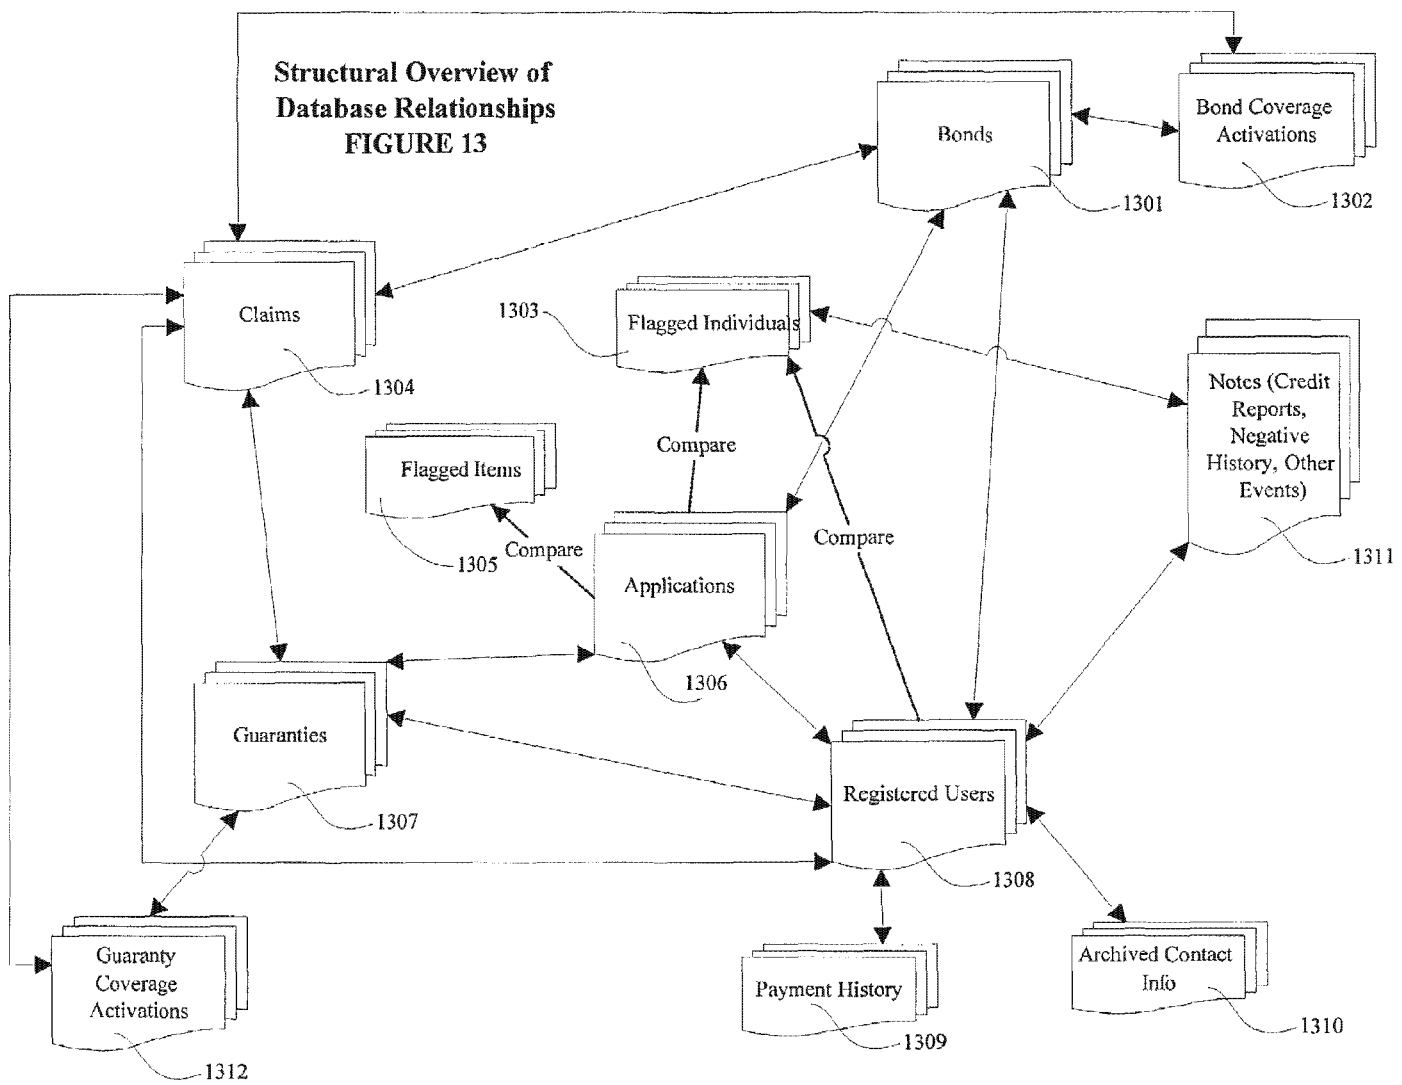 Structural Overview of
Database Relationships
FIGURE 13
Bonds
1301
Bond Coverage
Activations
1302
Claims
1304
1303
Flagged Individuals
Notes (Credit
Reports,
Negative
History, Other
Events)
1311
Compare
Flagged Items
1305
Compare
Compare
Applications
1306
Guaranties
1307
Registered Users
1308
Guaranty
Coverage
Activations
1312
Payment History
1309
Archived Contact
Info
1310